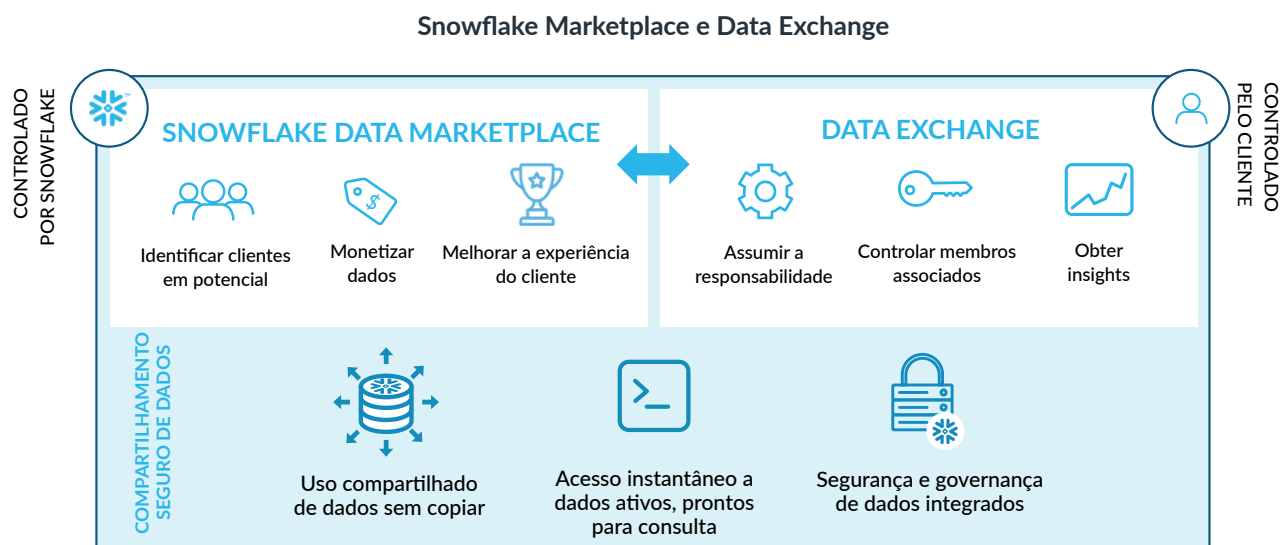 Snowflake Marketplace e Data Exchange
CONTROLADO
POR SNOWFLAKE
SNOWFLAKE DATA MARKETPLACE
Identificar clientes
em potencial
Monetizar
dados
Melhorar a experiência
do cliente
DATA EXCHANGE
Assumir a
responsabilidade
Controlar membros
associados
Obter
insights
CONTROLADO
PELO CLIENTE
COMPARTILHAMENTO
SEGURO DE DADOS
Uso compartilhado
de dados sem copiar
Acesso instantâneo a
dados ativos, prontos
para consulta
Segurança e governança
de dados integrados